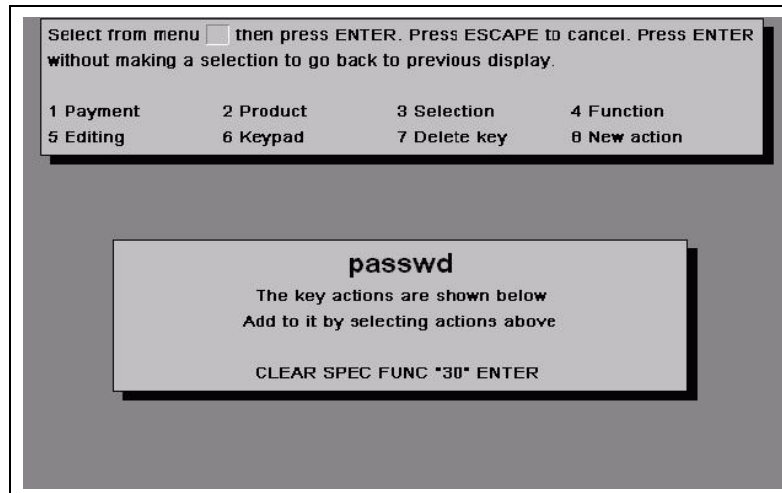 Select from menu then press ENTER. Press ESCAPE to cancel. Press ENTER
without making a selection to go back to previous display.
1 Payment 2 Product 3 Selection 4 Function
5 Editing 6 Keypad 7 Delete key 8 New action
passwd
The key actions are shown below
Add to it by selecting actions above
CLEAR SPEC FUNC "30" ENTER